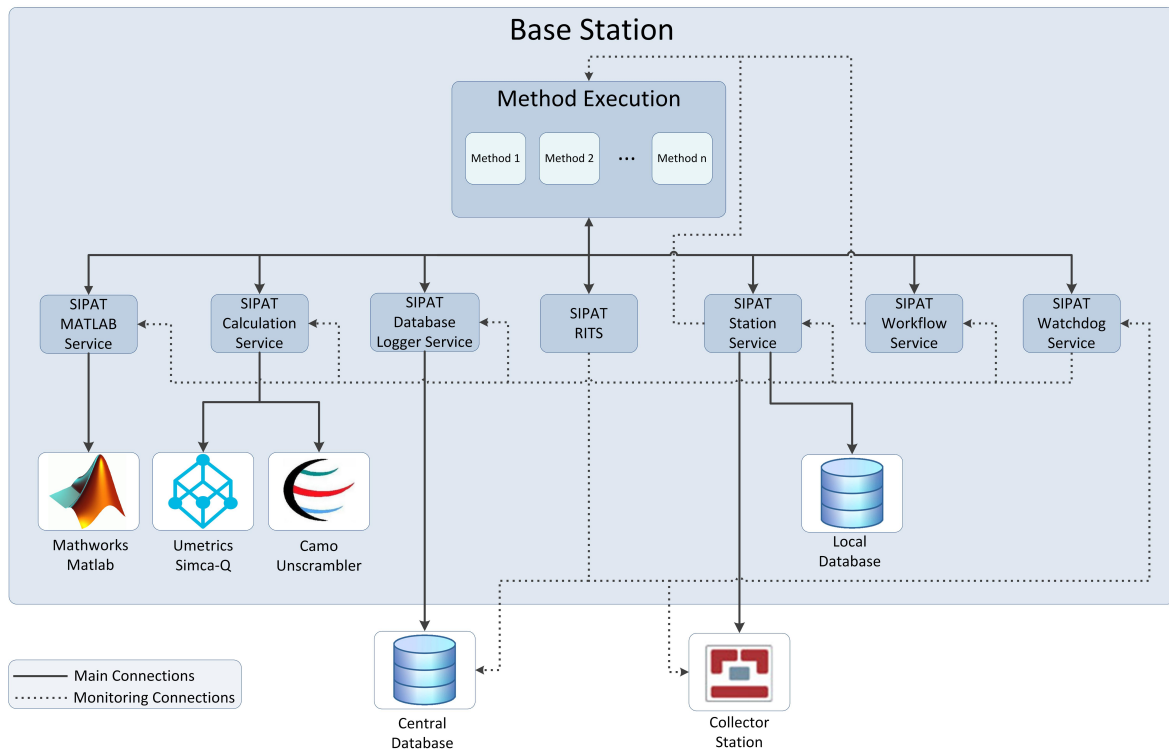 Base Station
Method Execution
Method 1
Method 2
...
Method n
SIPAT
MATLAB
Service
SIPAT
Calculation
Service
SIPAT
Database
Logger Service
SIPAT
RITS
SIPAT
Station
Service
SIPAT
Workflow
Service
SIPAT
Watchdog
Service
Mathworks
Matlab
Umetrics
Simca-Q
Camo
Unscrambler
Local
Database
Main Connections
Monitoring Connections
Central
Database
Collector
Station